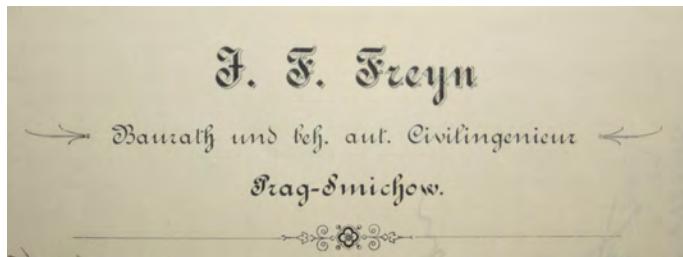 J. F. Freyn
Baurath und beh. aut. Civilingenieur
Prag-Smichow.